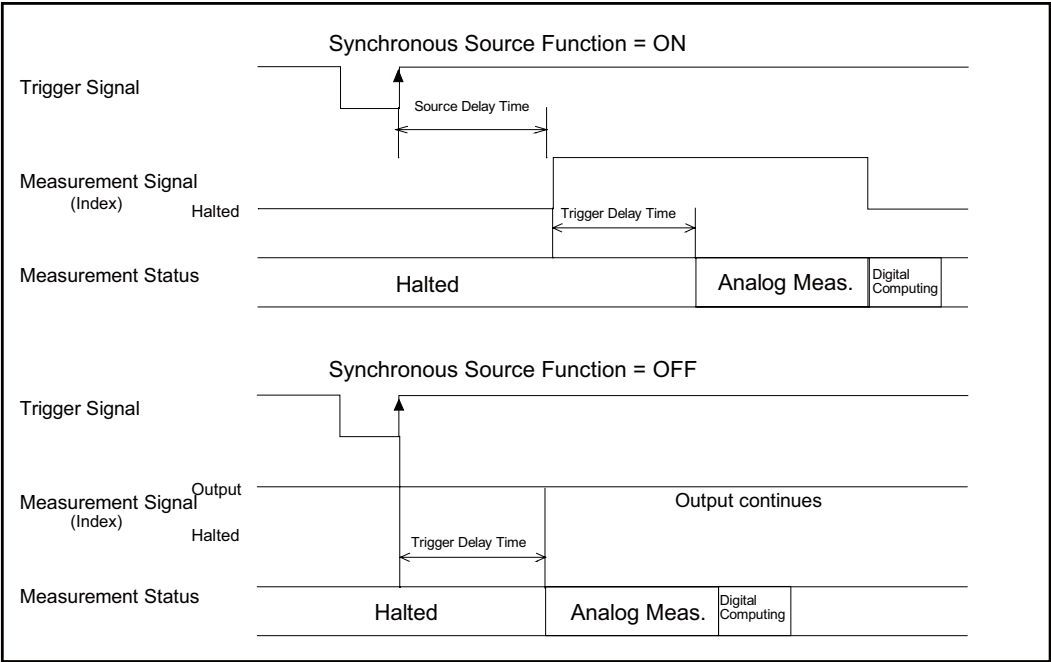 Synchronous Source Function = ON
Trigger Signal
Source Delay Time
Measurement Signal
(Index)
Halted
Trigger Delay Time
Measurement Status
Halted
Analog Meas.
Digital
Computing
Synchronous Source Function = OFF
Trigger Signal
Output
Measurement Signal
(Index)
Output continues
Halted
Trigger Delay Time
Measurement Status
Halted
Analog Meas.
Digital
Computing